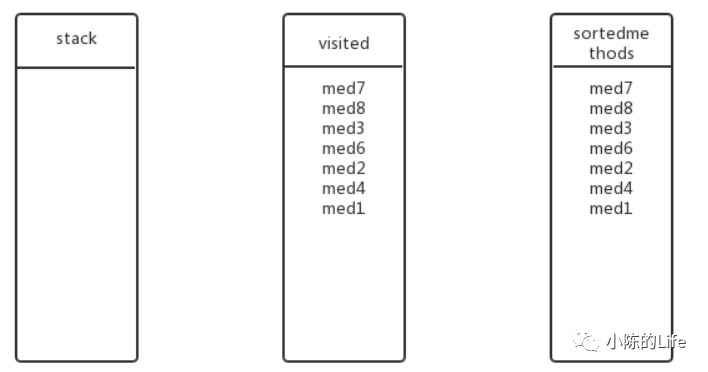 stack
visited
med7
med8
med3
med6
med2
med4
med1
sortedme
thods
med7
med8
med3
med6
med2
med4
med1
小陈的Life